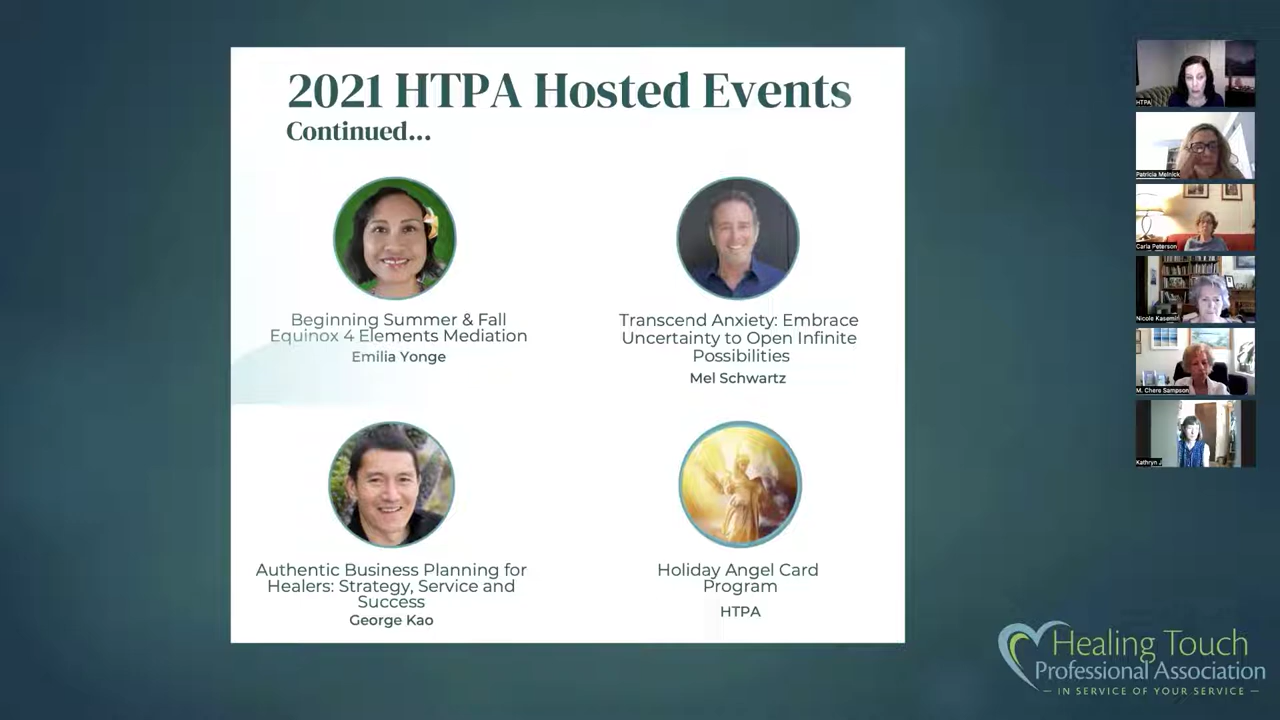 2021 HTPA Hosted Events
Continued...
Beginning Summer & Fall
Equinox 4 Elements Mediation
Emilia Yonge
Transcend Anxiety: Embrace
Uncertainty to Open Infinite
Possibilities
Mel Schwartz
Authentic Business Planning for
Healers: Strategy, Service and
Success
George Kao
Holiday Angel Card
Program
HTPA
HTPA
Patricia Melnick
Carla Peterson
Nicole Kasemir
M. Chere Sampson
Kathryn J
Healing Touch
Professional Association
IN SERVICE OF YOUR SERVICE